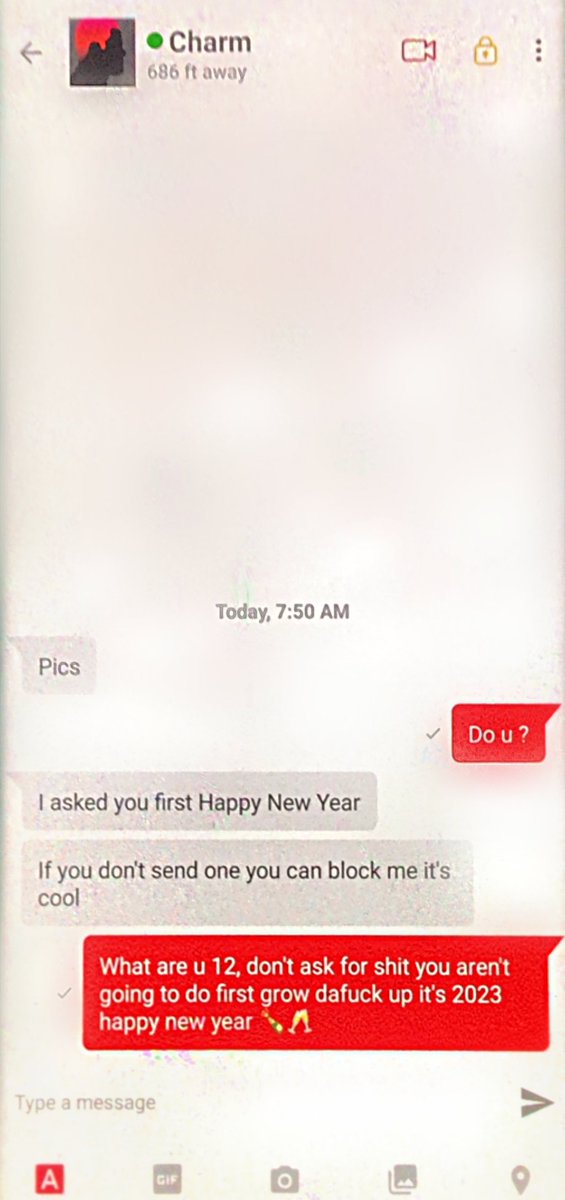 Charm
686 ft away
Today, 7:50 AM
Pics
Do u ?
I asked you first Happy New Year
If you don't send one you can block me it's
cool
What are u 12, don't ask for shit you aren't
going to do first grow dafuck up it's 2023
happy new year 🍾🥂
Type a message
A
GIF